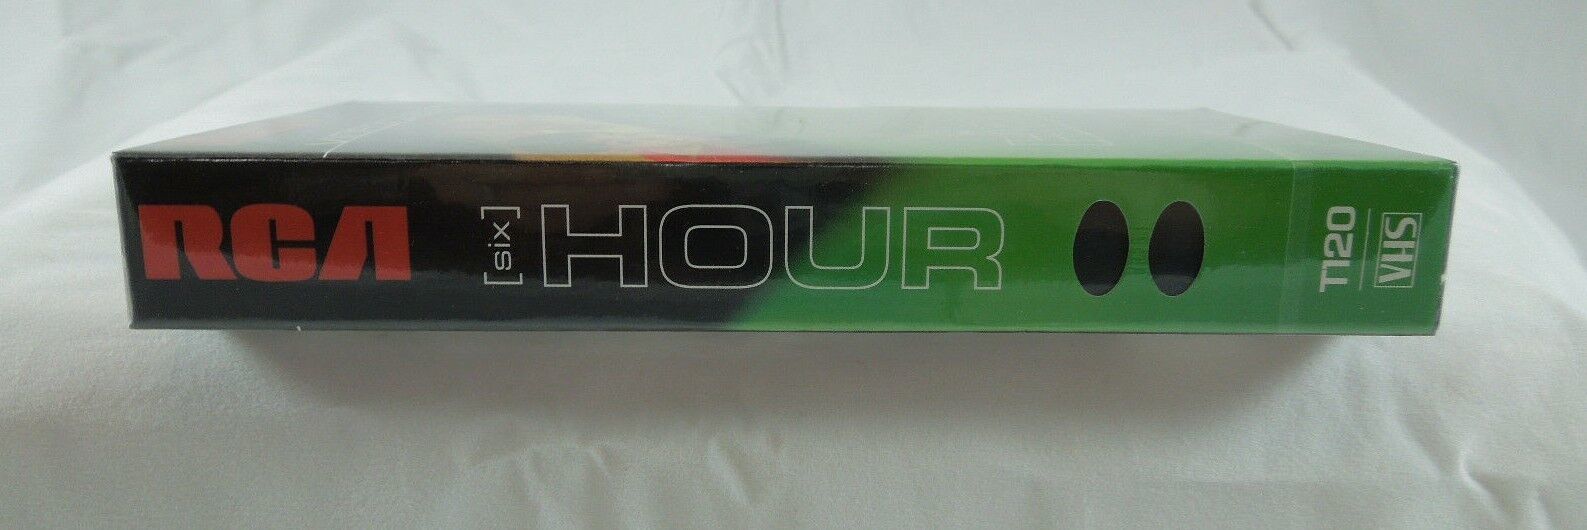 RCA
[six] HOUR
T120
VHS